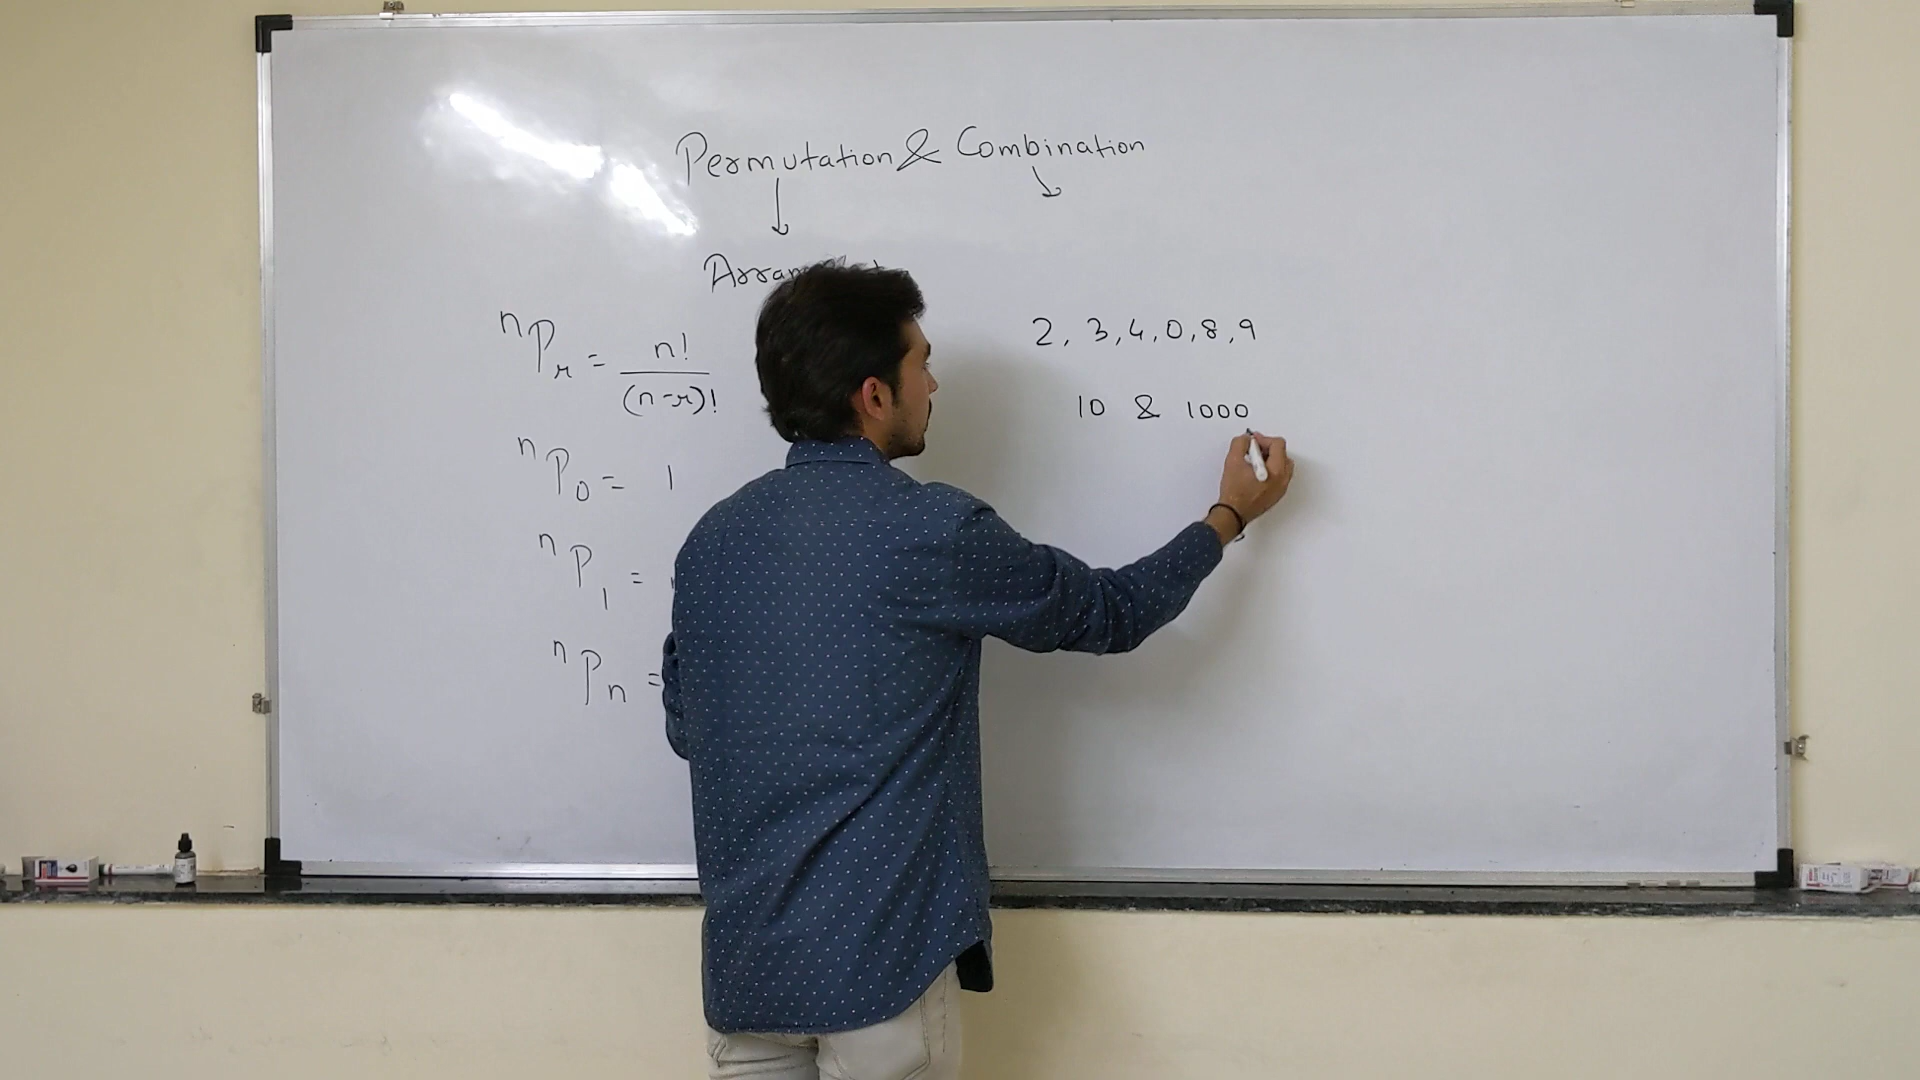 Permutation & Combination
nPr = n!/(n-r)!
nP0 = 1
nP1 =
nPn =
2, 3, 4, 0, 8, 9
10 & 1000